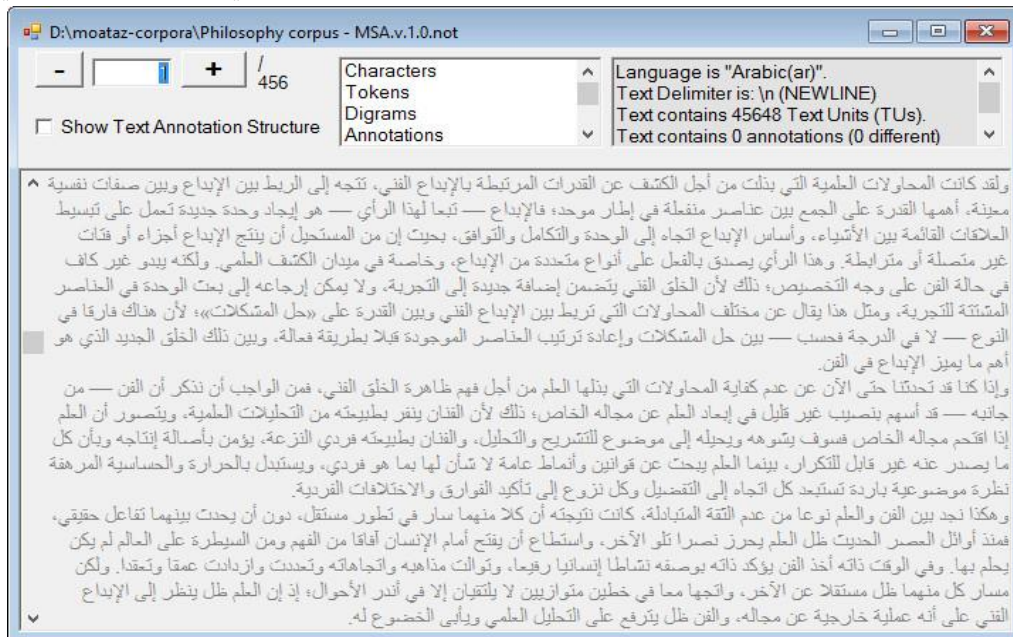 D:\moataz-corpora\Philosophy corpus - MSA.v.1.0.not
-
1
+
/
456
Show Text Annotation Structure
Characters
Tokens
Digrams
Annotations
Language is "Arabic(ar)".
Text Delimiter is: \n (NEWLINE)
Text contains 45648 Text Units (TUs).
Text contains 0 annotations (0 different)
ولقد كانت المحاولات العلمية التي بذلت من أجل الكشف عن القدرات المرتبطة بالإبداع الفني، تتجه إلى الربط بين الإبداع وبين صفات نفسية
معينة، أهمها القدرة على الجمع بين عناصر منفعلة في إطار موحد؛ فالإبداع — تبعا لهذا الرأي — هو إيجاد وحدة جديدة تعمل على تبسيط
العلاقات القائمة بين الأشياء، وأساس الإبداع اتجاه إلى الوحدة والتكامل والتوافق، بحيث إن من المستحيل أن ينتج الإبداع أجزاء أو فتات
غير متصلة أو مترابطة. وهذا الرأي يصدق بالفعل على أنواع متعددة من الإبداع، وخاصة في ميدان الكشف العلمي. ولكنه يبدو غير كاف
في حالة الفن على وجه التخصيص؛ ذلك لأن الخلق الفني يتضمن إضافة جديدة إلى التجربة، ولا يمكن إرجاعه إلى بعث الوحدة في العناصر
المشتتة للتجربة، ومثل هذا يقال عن مختلف المحاولات التي تربط بين الإبداع الفني وبين القدرة على «حل المشكلات»؛ لأن هناك فارقا في
النوع — لا في الدرجة فحسب — بين حل المشكلات وإعادة ترتيب العناصر الموجودة قبلا بطريقة فعالة، وبين ذلك الخلق الجديد الذي هو
أهم ما يميز الإبداع في الفن.
وإذا كنا قد تحدثنا حتى الآن عن عدم كفاية المحاولات التي بذلها العلم من أجل فهم ظاهرة الخلق الفني، فمن الواجب أن نذكر أن الفن — من
جانبه — قد أسهم بنصيب غير قليل في إبعاد العلم عن مجاله الخاص؛ ذلك لأن الفنان ينفر بطبيعته من التحليلات العلمية، ويتصور أن العلم
إذا اقتحم مجاله الخاص فسوف يشوهه ويحيله إلى موضوع للتشريح والتحليل، والفنان بطبيعته فردي النزعة، يؤمن بأصالة إنتاجه وبأن كل
ما يصدر عنه غير قابل للتكرار، بينما العلم يبحث عن قوانين وأنماط عامة لا شأن لها بما هو فردي، ويستبدل بالحرارة والحساسية المرهفة
نظرة موضوعية باردة تستبعد كل اتجاه إلى التفضيل وكل نزوع إلى تأكيد الفوارق والاختلافات الفردية.
وهكذا نجد بين الفن والعلم نوعا من عدم الثقة المتبادلة، كانت نتيجته أن كلا منهما سار في تطور مستقل، دون أن يحدث بينهما تفاعل حقيقي،
فمنذ أوائل العصر الحديث ظل العلم يحرز نصرا تلو الآخر، واستطاع أن يفتح أمام الإنسان آفاقا من الفهم ومن السيطرة على العالم لم يكن
يحلم بها. وفي الوقت ذاته أخذ الفن يؤكد ذاته بوصفه نشاطا إنسانيا رفيعا، وتوالت مذاهبه واتجاهاته وتعددت وازدادت عمقا وتعقدا. ولكن
مسار كل منهما ظل مستقلا عن الآخر، واتجها معا في خطين متوازيين لا يلتقيان إلا في أندر الأحوال؛ إذ إن العلم ظل ينظر إلى الإبداع
الفني على أنه عملية خارجية عن مجاله، والفن ظل يترفع على التحليل العلمي ويأبى الخضوع له.